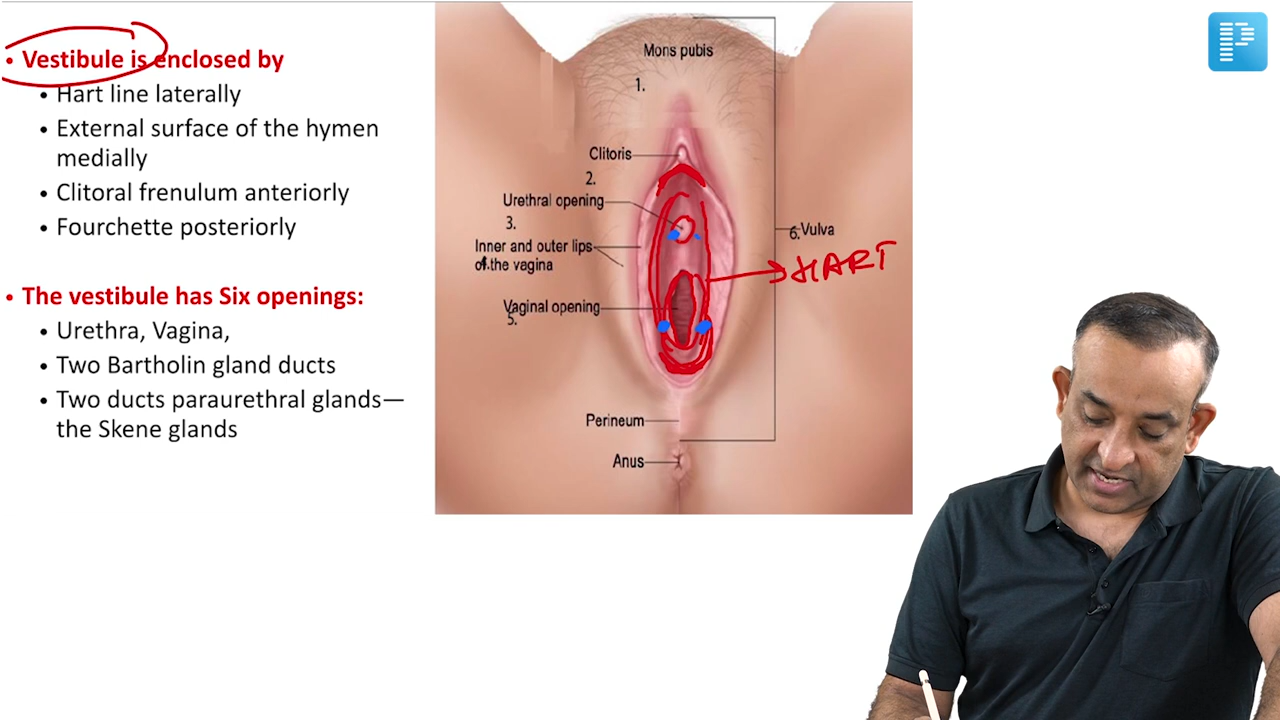 • Vestibule is enclosed by
• Hart line laterally
• External surface of the hymen
medially
• Clitoral frenulum anteriorly
• Fourchette posteriorly
• The vestibule has Six openings:
• Urethra, Vagina,
• Two Bartholin gland ducts
• Two ducts paraurethral glands—
the Skene glands
Mons pubis
1.
Clitoris
2.
Urethral opening
3.
Inner and outer lips
of the vagina
4.
Vaginal opening
5.
6. Vulva
HART
Perineum
Anus
P